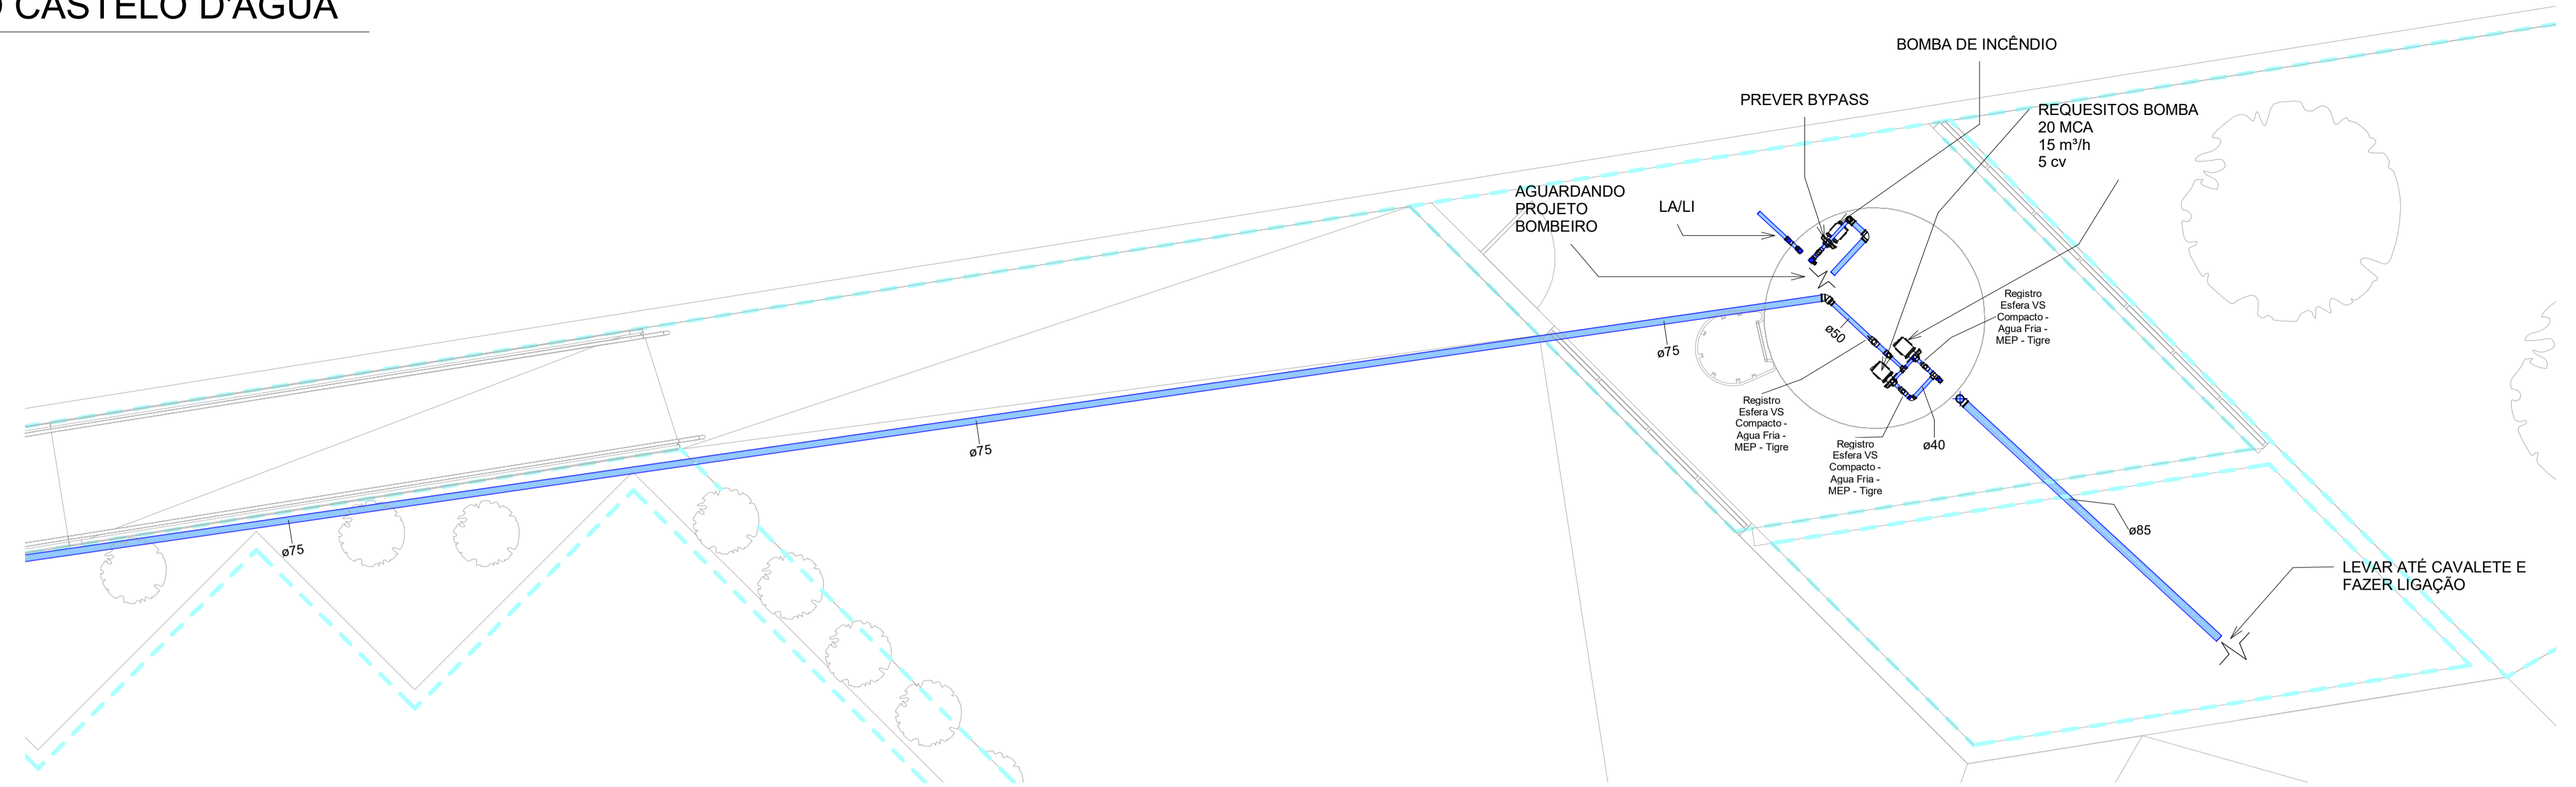 CASTELO D'ÁGUA
BOMBA DE INCÊNDIO
PREVER BYPASS
REQUESITOS BOMBA
20 MCA
15 m³/h
5 cv
AGUARDANDO
PROJETO
BOMBEIRO
LA/LI
Registro
Esfera VS
Compacto -
Agua Fria -
MEP - Tigre
ø50
ø75
Registro
Esfera VS
Compacto -
Agua Fria -
MEP - Tigre
Registro
Esfera VS
Compacto -
Agua Fria -
MEP - Tigre
ø40
ø75
ø75
ø85
LEVAR ATÉ CAVALETE E
FAZER LIGAÇÃO